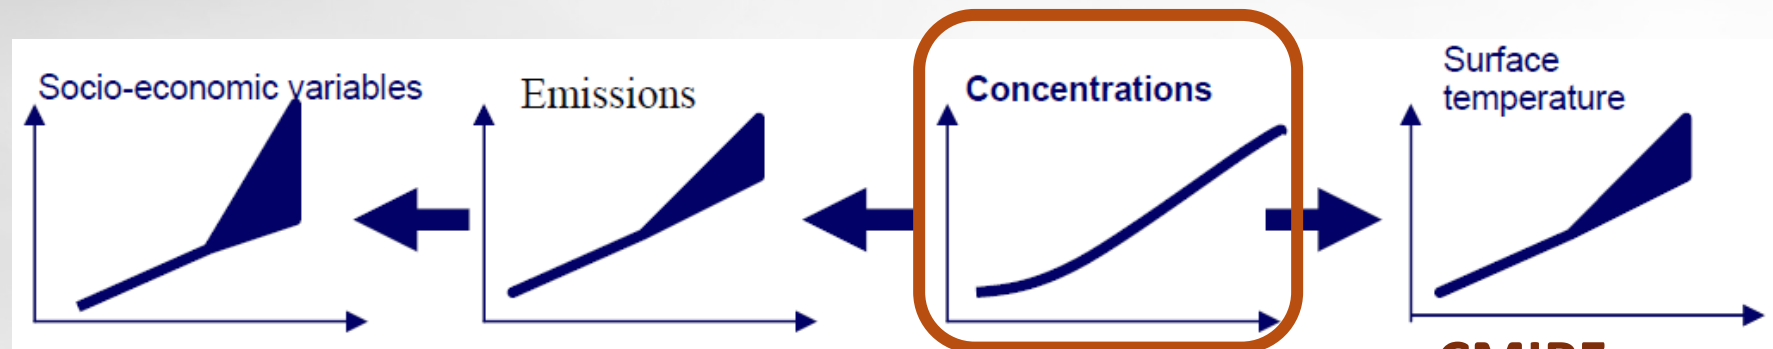 Socio-economic variables
Emissions
Concentrations
Surface
temperature